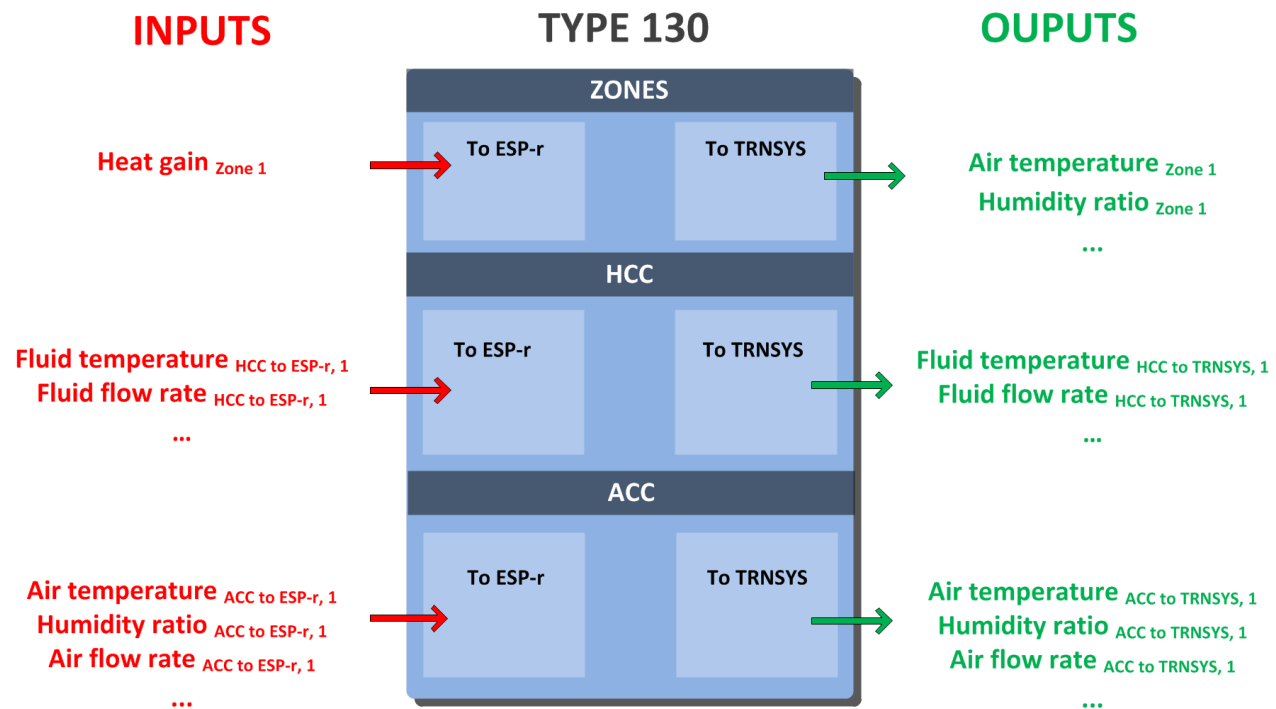 INPUTS
TYPE 130
OUPUTS
ZONES
Heat gain Zone 1
To ESP-r
To TRNSYS
Air temperature Zone 1
Humidity ratio Zone 1
...
HCC
Fluid temperature HCC to ESP-r, 1
Fluid flow rate HCC to ESP-r, 1
...
To ESP-r
To TRNSYS
Fluid temperature HCC to TRNSYS, 1
Fluid flow rate HCC to TRNSYS, 1
...
ACC
Air temperature ACC to ESP-r, 1
Humidity ratio ACC to ESP-r, 1
Air flow rate ACC to ESP-r, 1
...
To ESP-r
To TRNSYS
Air temperature ACC to TRNSYS, 1
Humidity ratio ACC to TRNSYS, 1
Air flow rate ACC to TRNSYS, 1
...